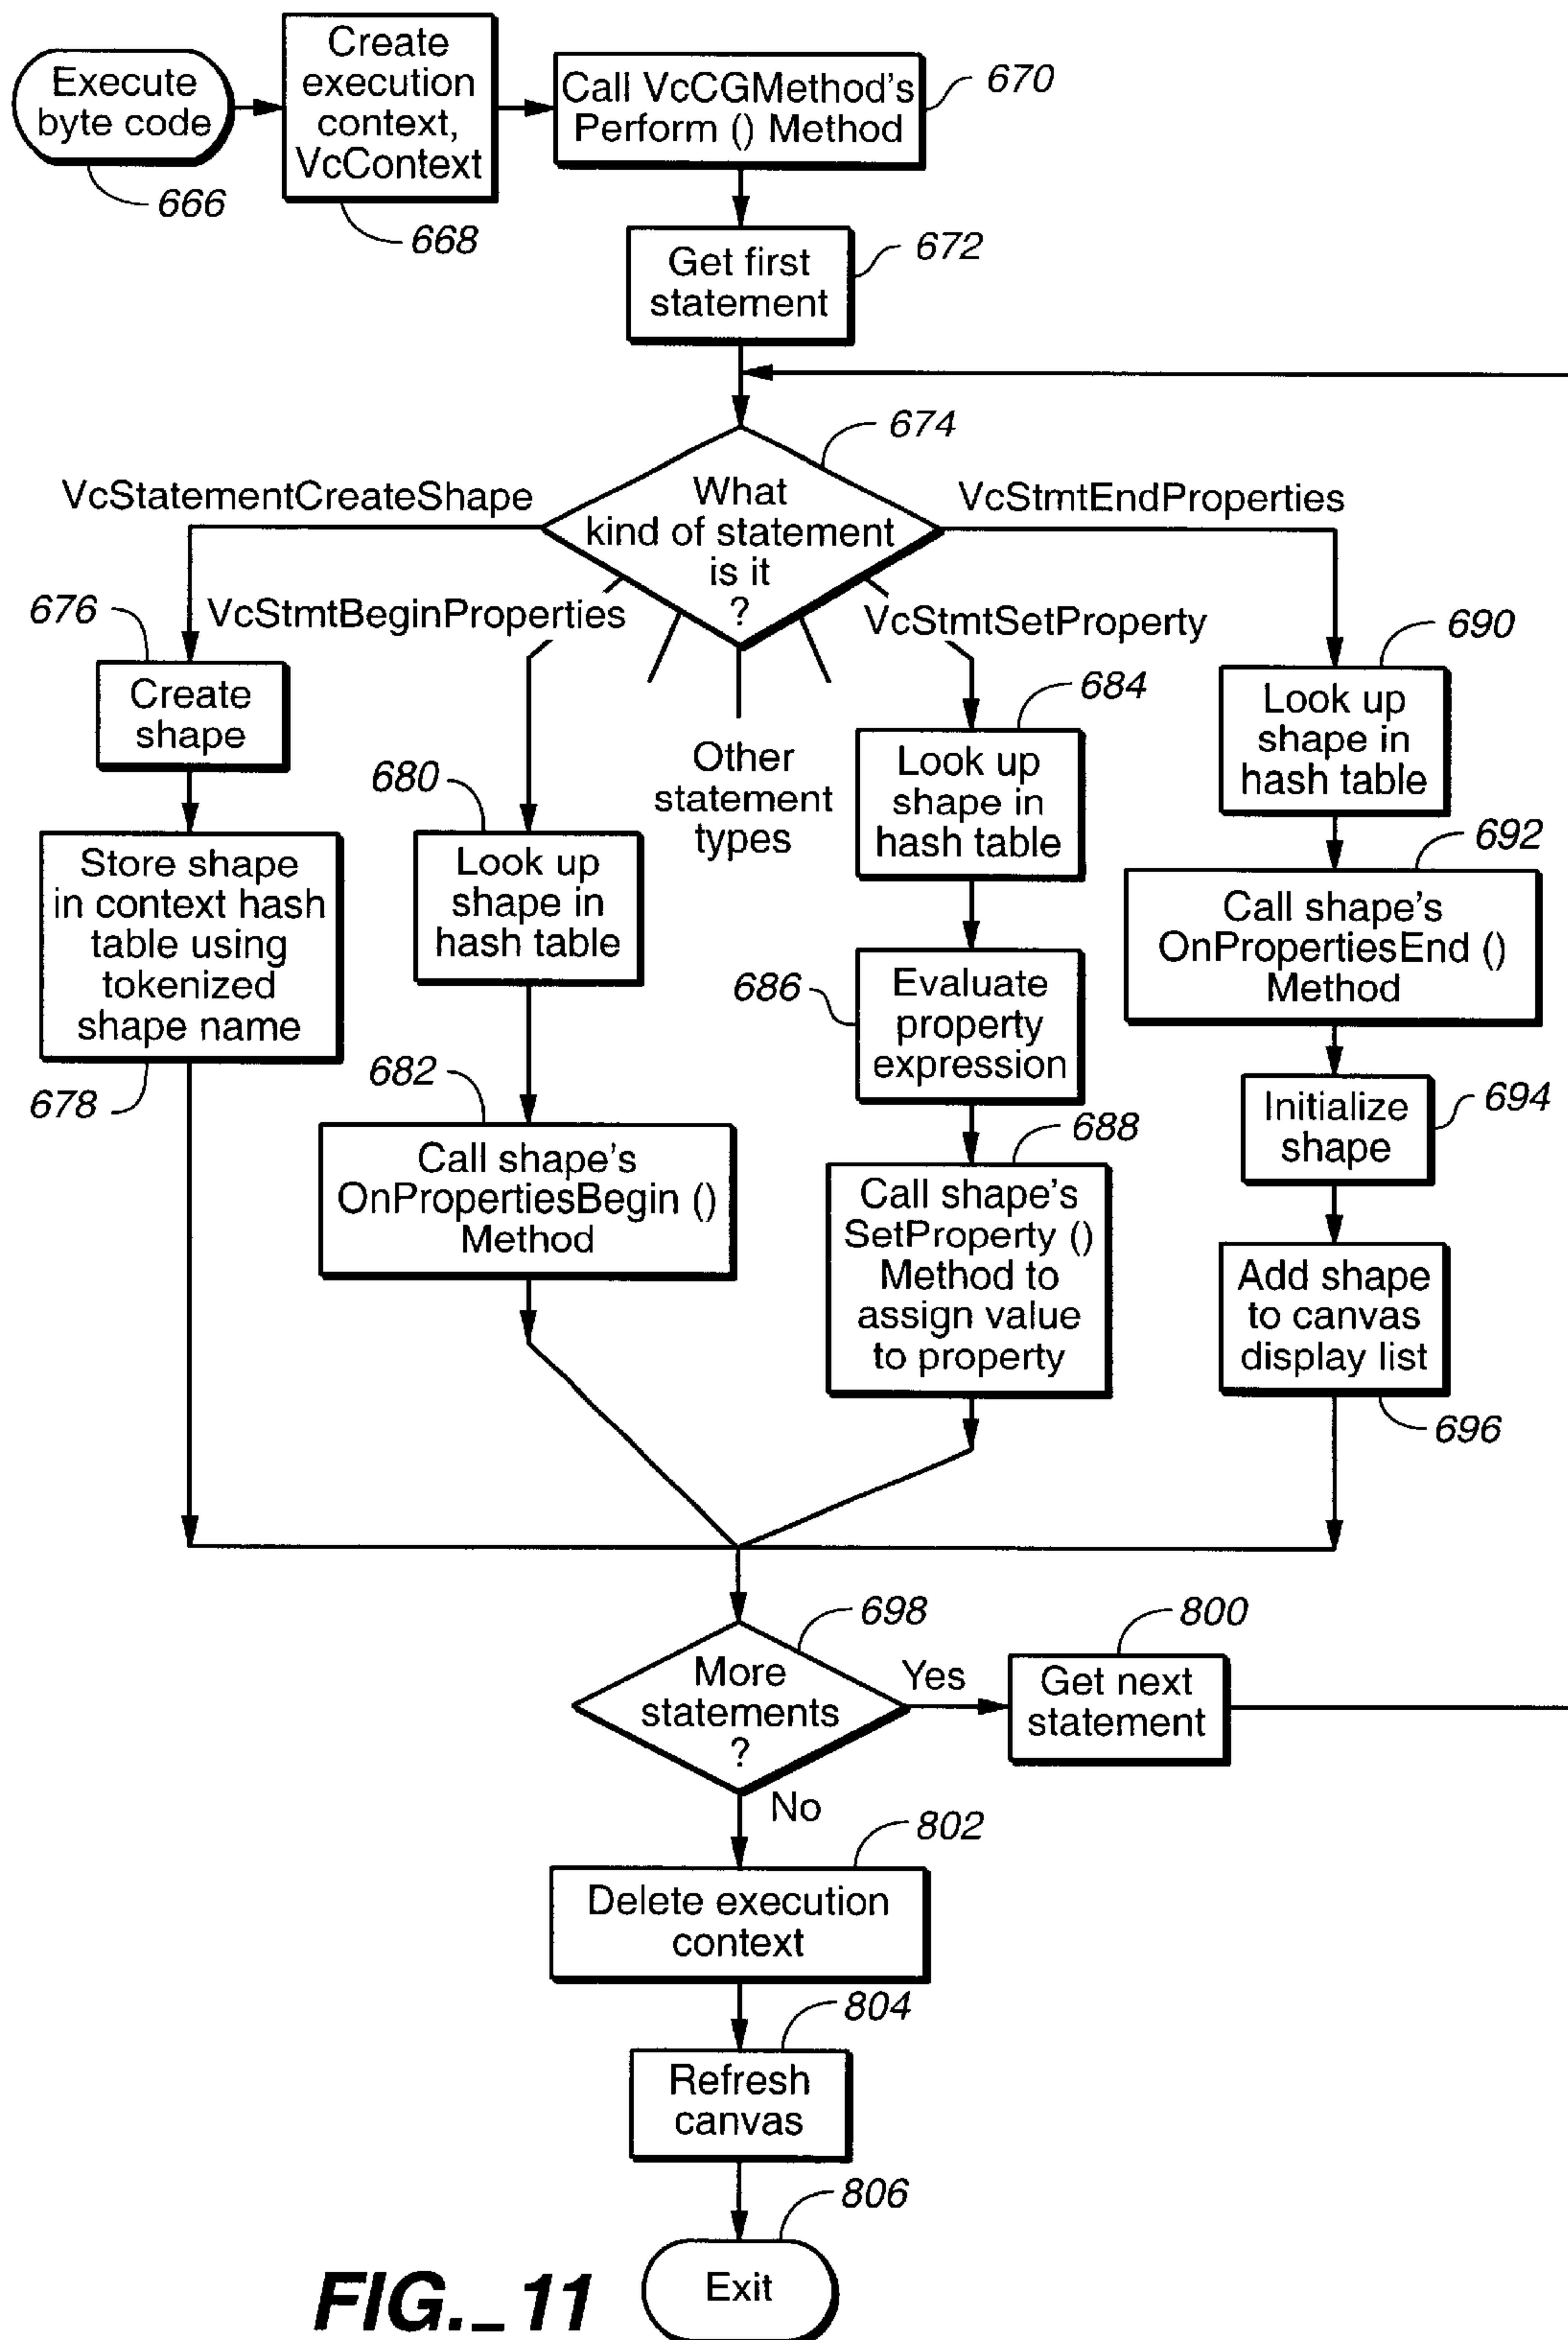 Execute
byte code
666
Create
execution
context,
VcContext
668
Call VcCGMethod's
Perform () Method
670
Get first
statement
672
674
What
kind of statement
is it
?
VcStatementCreateShape
VcStmtBeginProperties
Other
statement
types
VcStmtSetProperty
VcStmtEndProperties
676
Create
shape
Store shape
in context hash
table using
tokenized
shape name
678
680
Look up
shape in
hash table
682
Call shape's
OnPropertiesBegin ()
Method
684
Look up
shape in
hash table
686
Evaluate
property
expression
688
Call shape's
SetProperty ()
Method to
assign value
to property
690
Look up
shape in
hash table
692
Call shape's
OnPropertiesEnd ()
Method
Initialize
shape
694
Add shape
to canvas
display list
696
698
More
statements
?
Yes
800
Get next
statement
No
802
Delete execution
context
804
Refresh
canvas
806
Exit
FIG._11